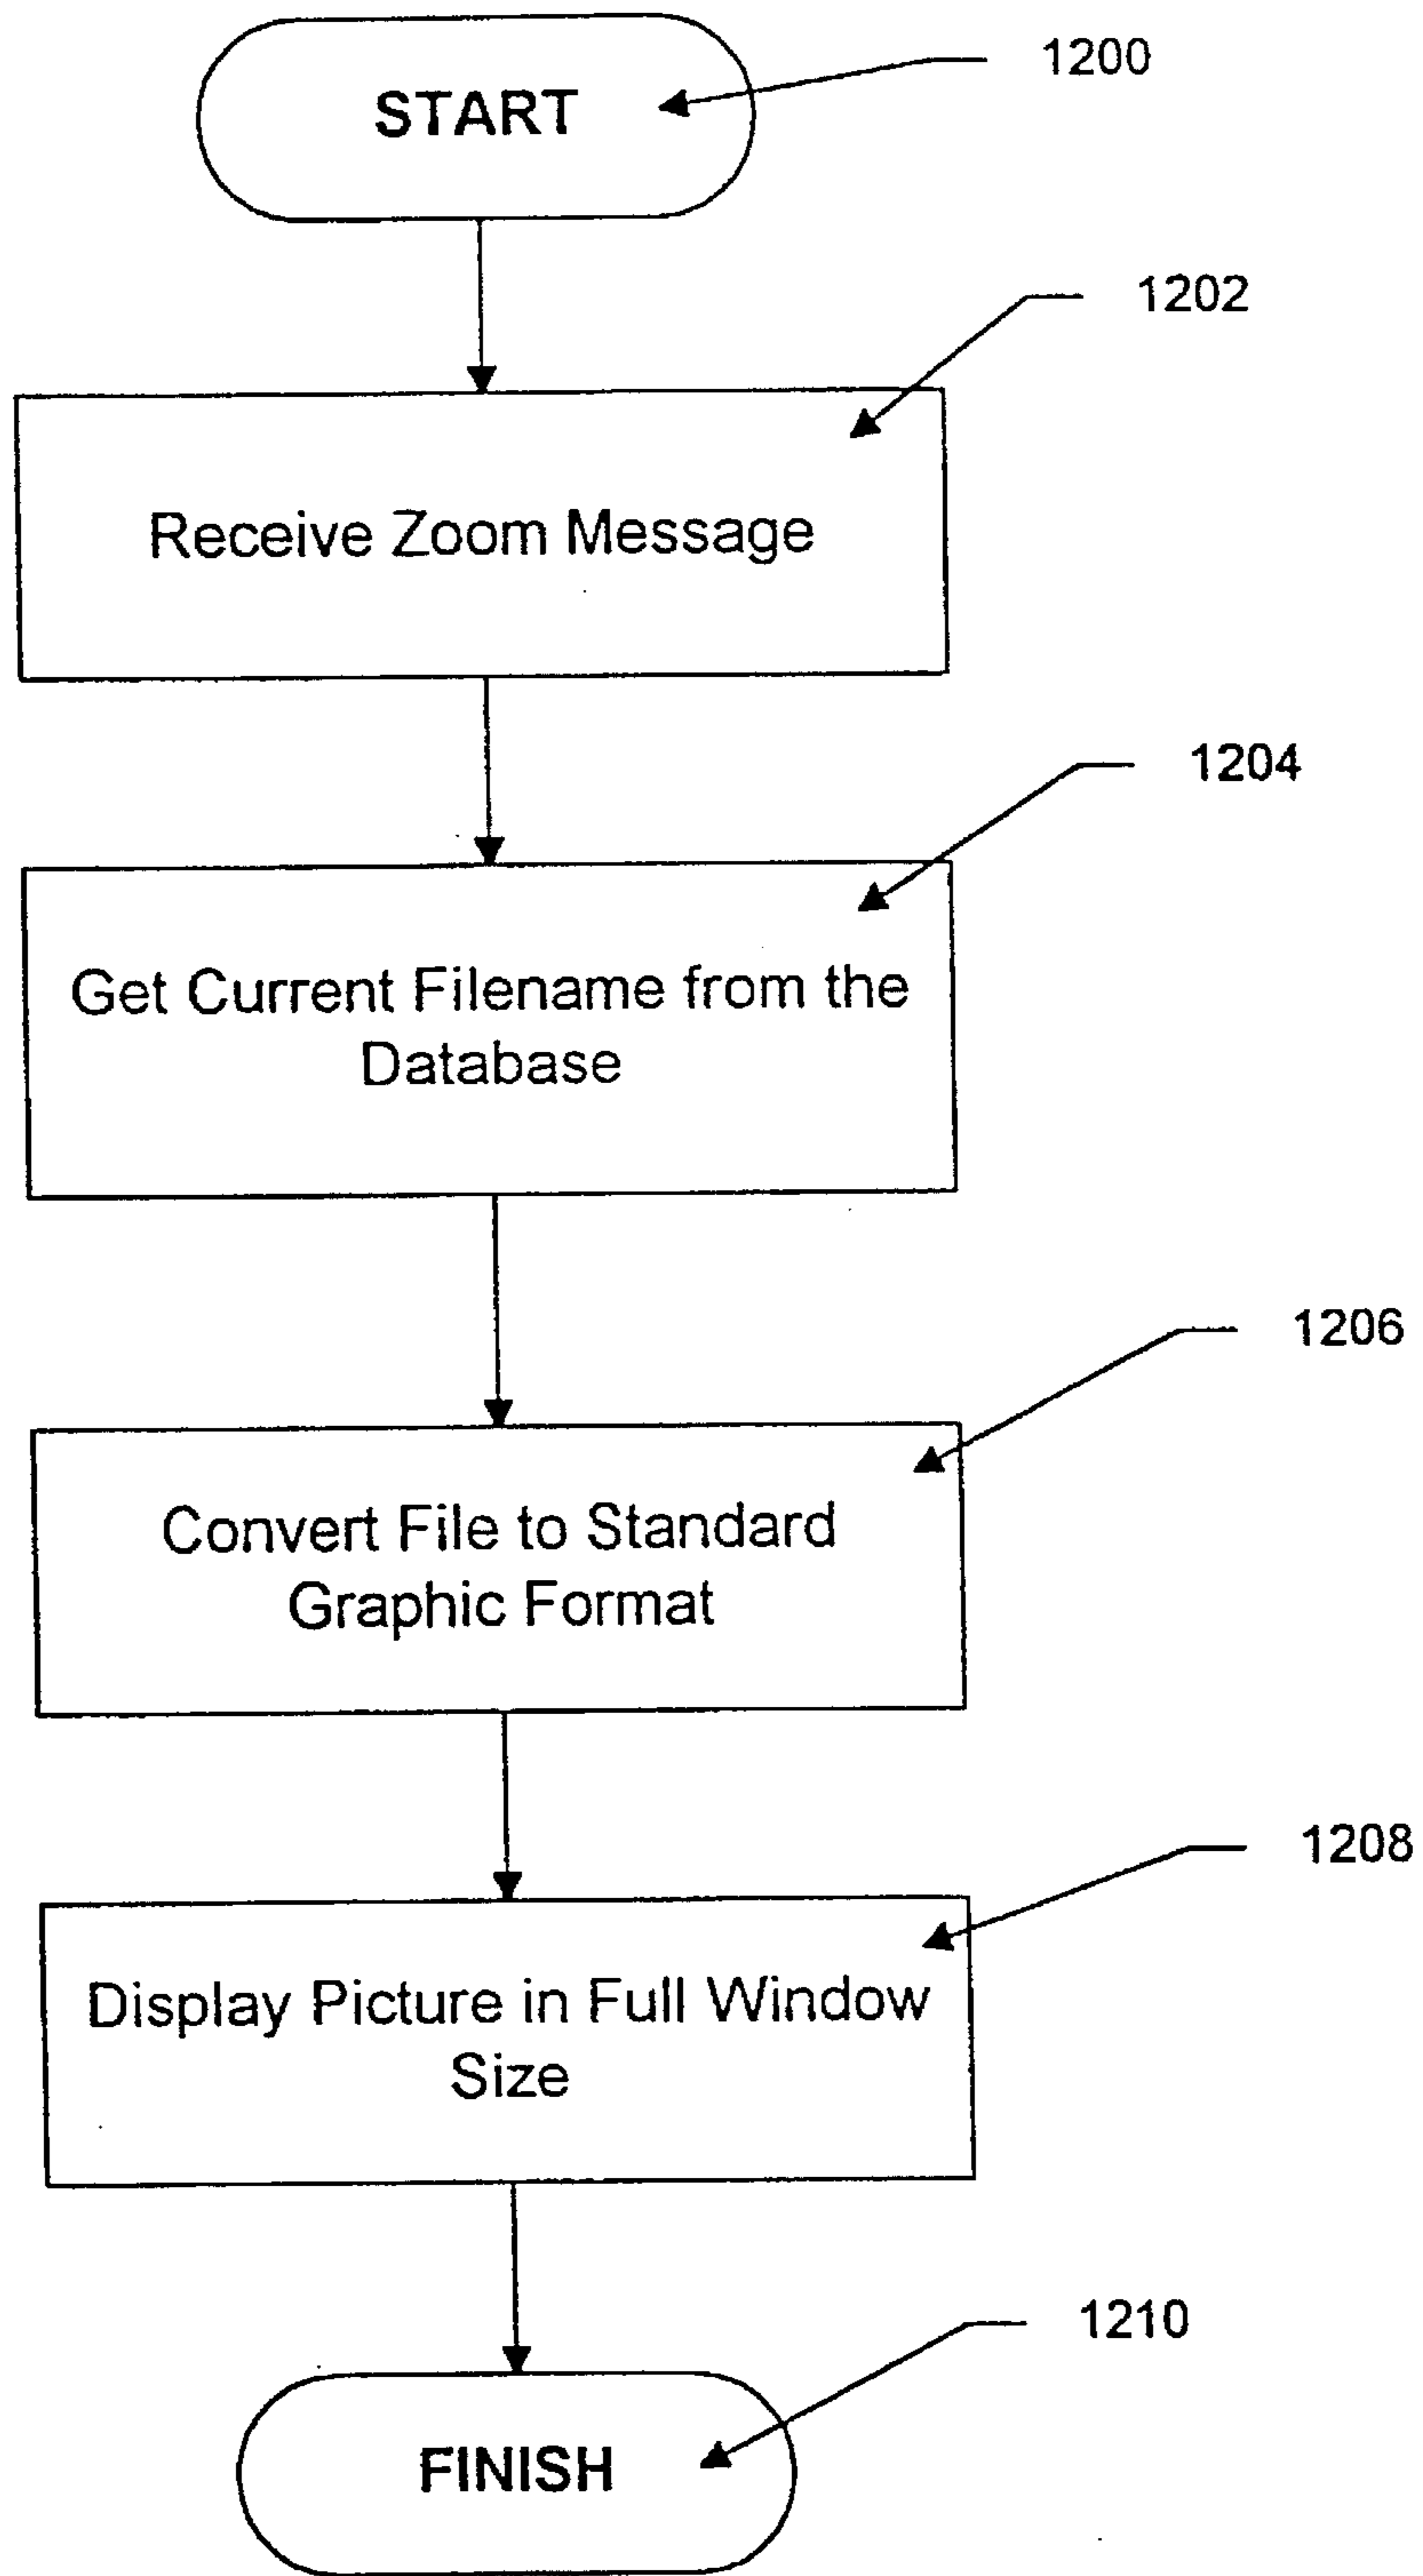 1200
START
1202
Receive Zoom Message
1204
Get Current Filename from the
Database
1206
Convert File to Standard
Graphic Format
1208
Display Picture in Full Window
Size
1210
FINISH